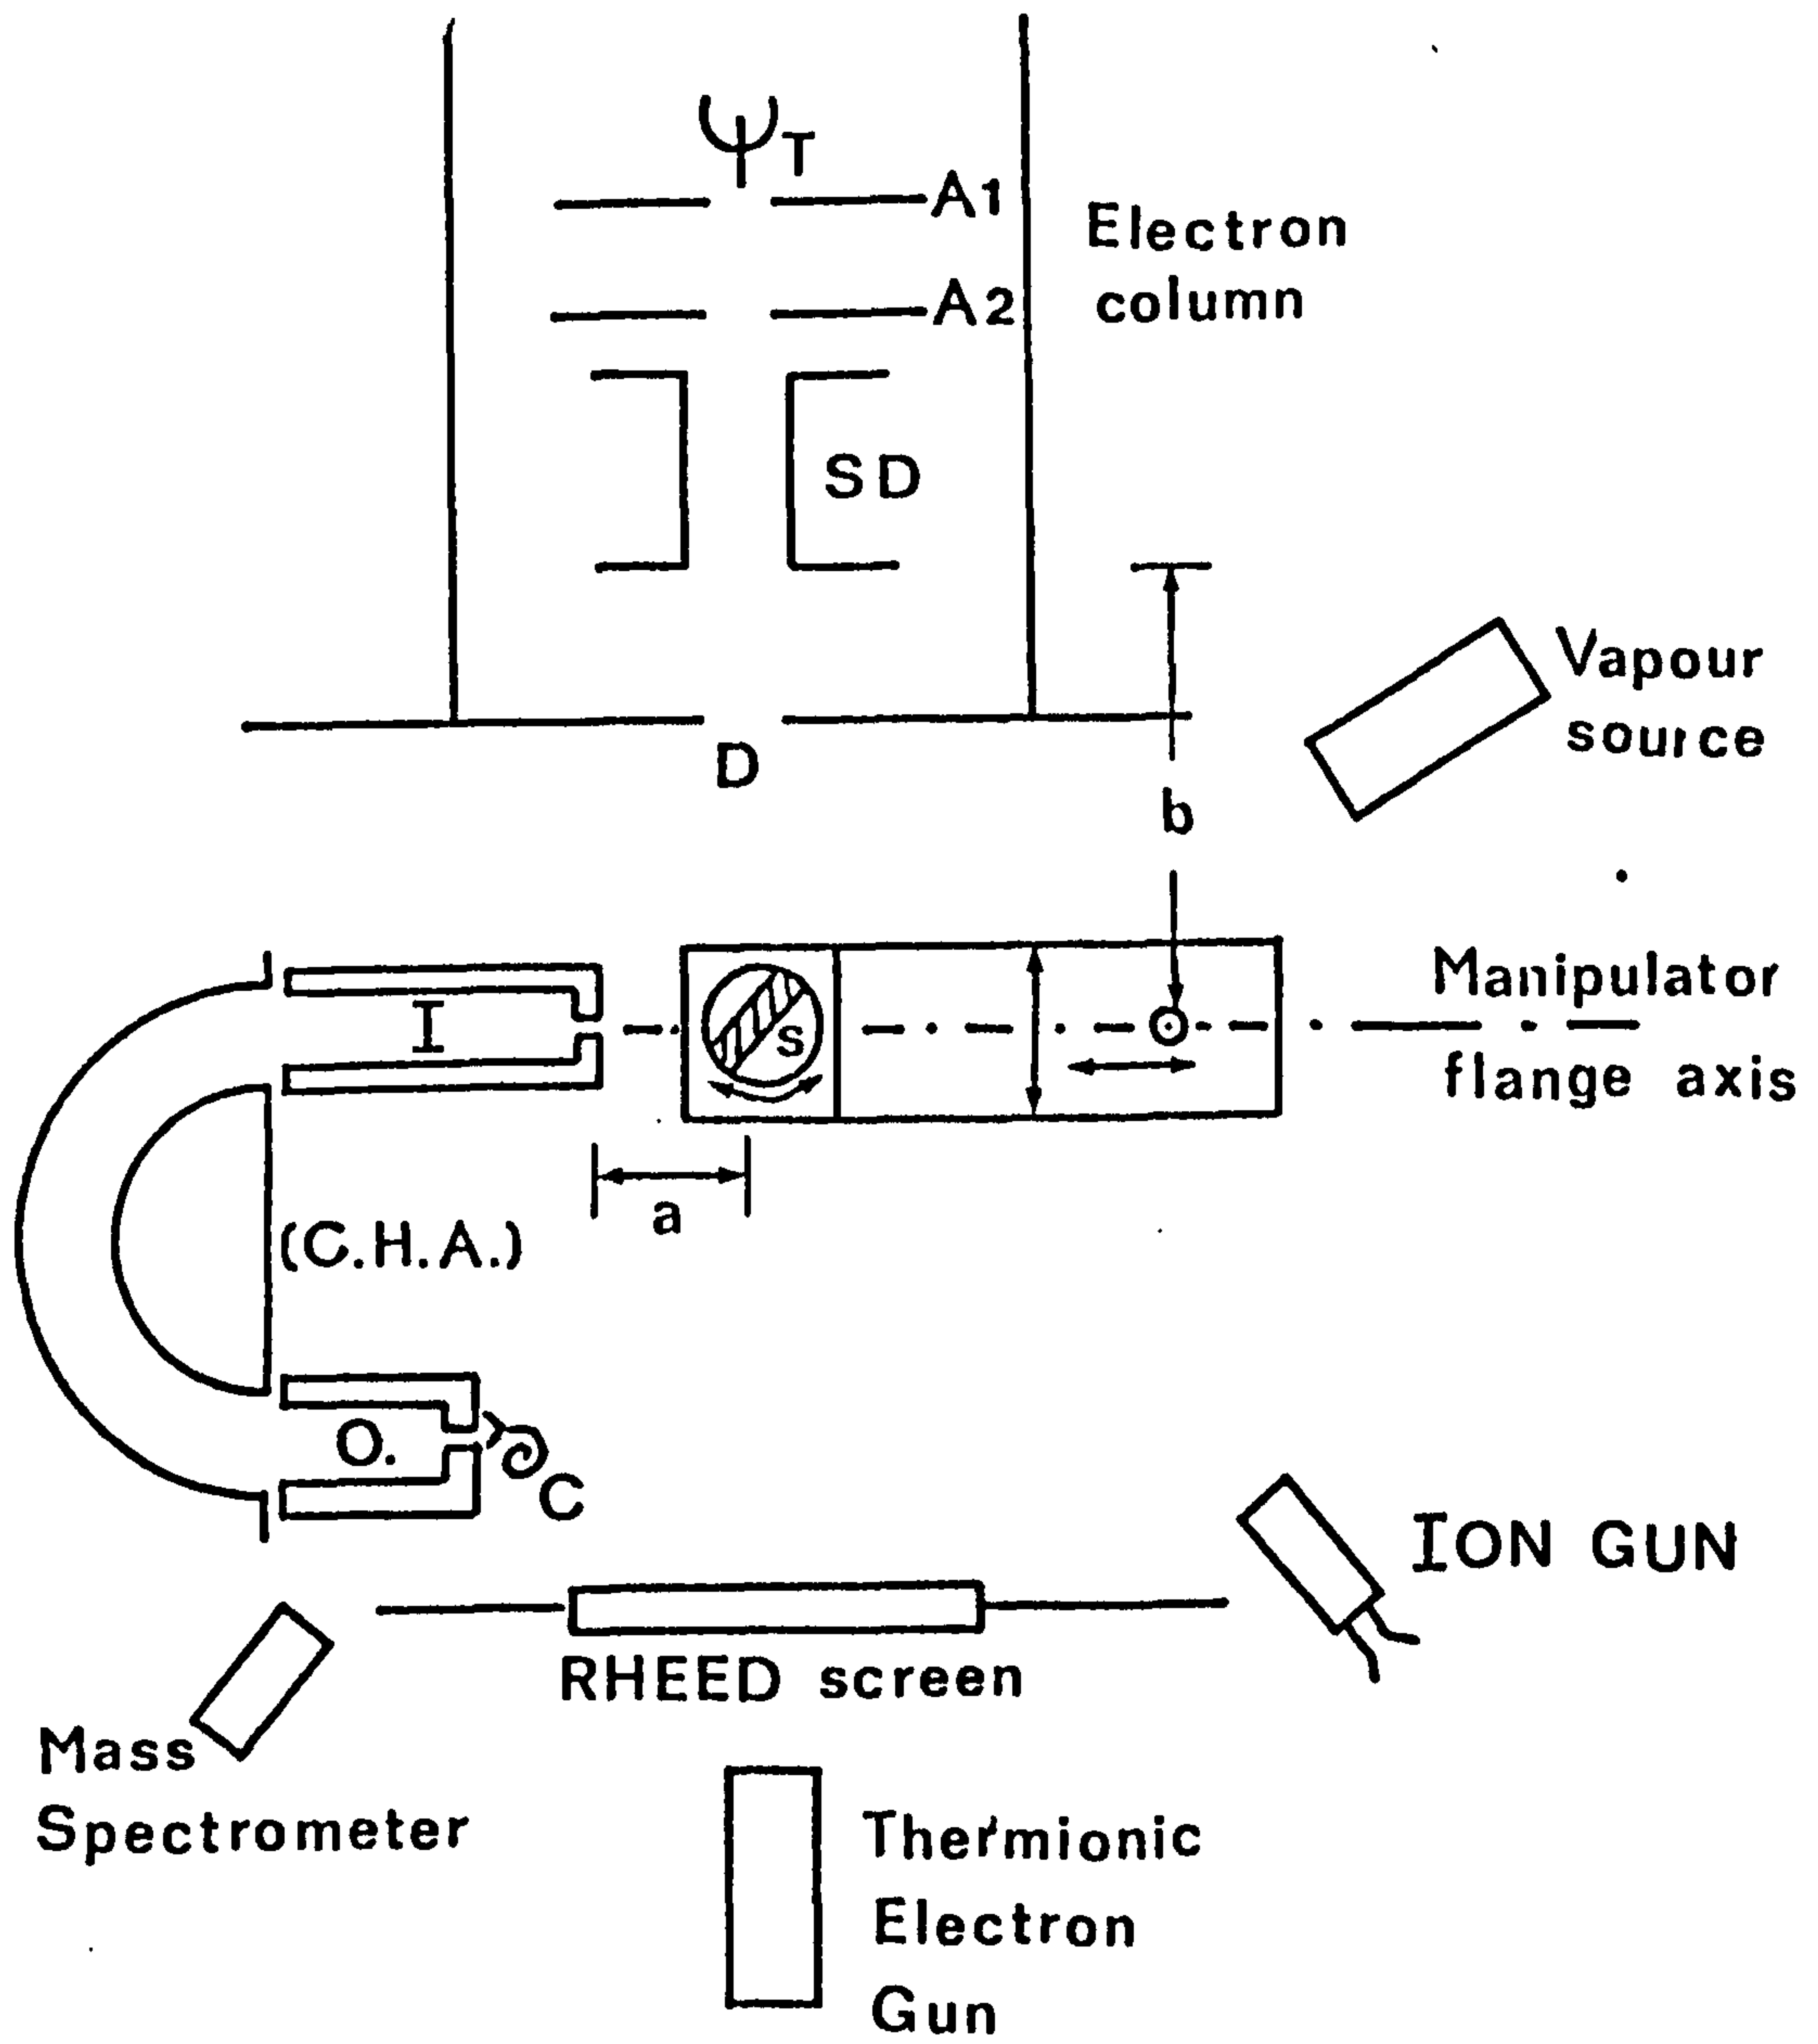 T
A1
Electron
column
A2
SD
Vapour
source
D
b
I
S
Manipulator
flange axis
a
(C.H.A.)
O.
C
ION GUN
RHEED screen
Mass
Spectrometer
Thermionic
Electron
Gun